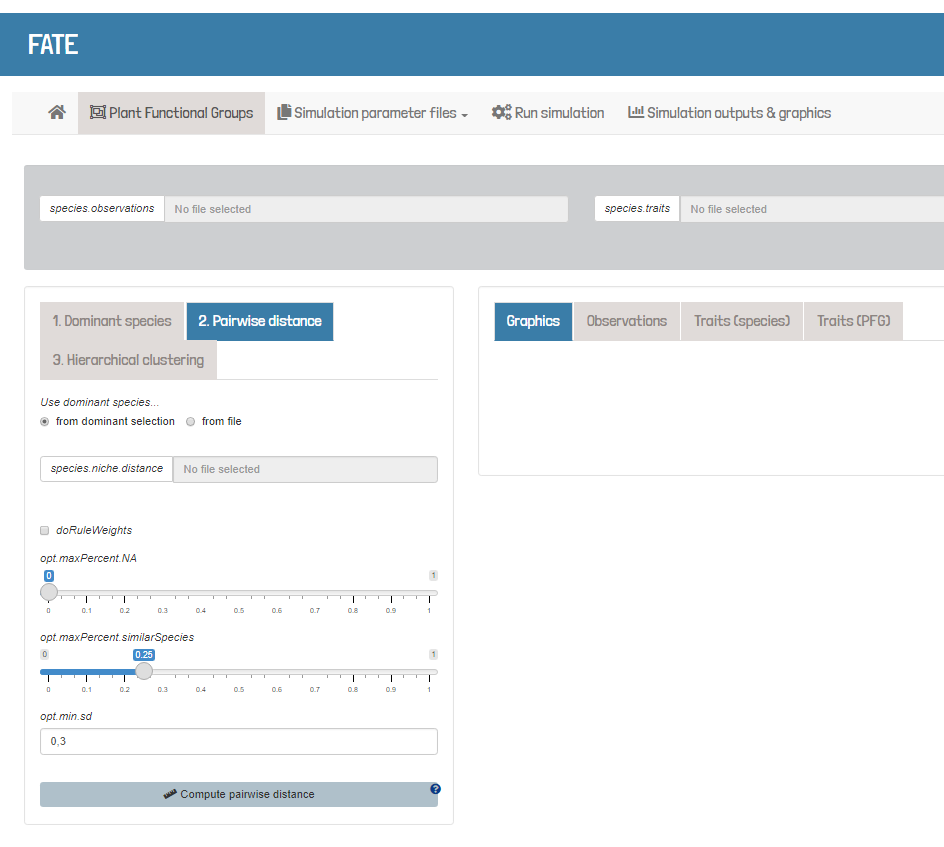 FATE
Plant Functional Groups Simulation parameter files Run simulation Simulation outputs & graphics
species.observations No file selected species.traits No file selected
1. Dominant species 2. Pairwise distance
3. Hierarchical clustering
Use dominant species...
from dominant selection from file
species.niche.distance No file selected
doRuleWeights
opt.maxPercent.NA
0 1
0 0.1 0.2 0.3 0.4 0.5 0.6 0.7 0.8 0.9 1
opt.maxPercent.similarSpecies
0 0.25 1
0 0.1 0.2 0.3 0.4 0.5 0.6 0.7 0.8 0.9 1
opt.min.sd
0,3
Compute pairwise distance ?
Graphics Observations Traits (species) Traits (PFG)